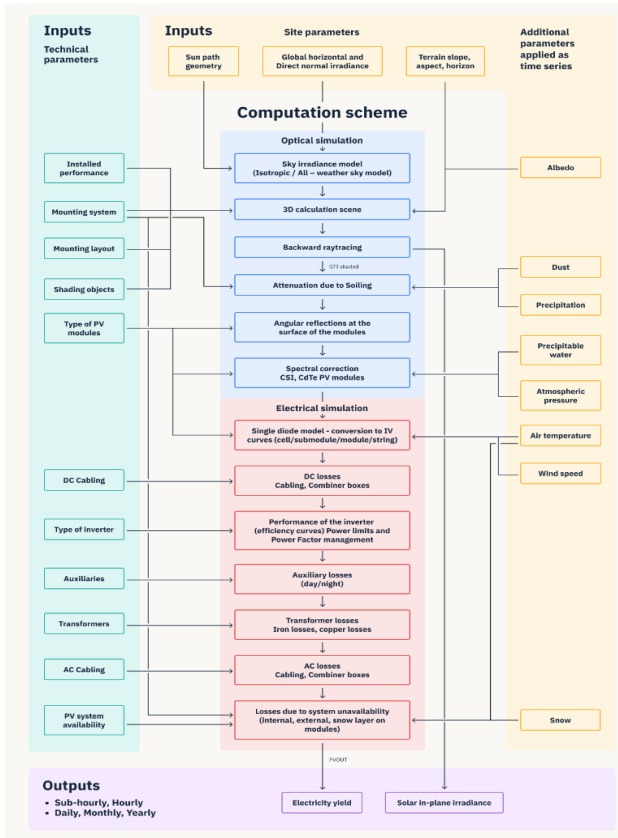 Inputs
Technical
parameters
Inputs
Site parameters
Additional
parameters
applied as
time series
Sun path
geometry
Global horizontal and
Direct normal irradiance
Terrain slope,
aspect, horizon
Computation scheme
Optical simulation
Installed
performance
Sky irradiance model
(Isotropic / All – weather sky model)
Albedo
Mounting system
3D calculation scene
Mounting layout
Backward raytracing
GTI shaded
Dust
Shading objects
Attenuation due to Soiling
Precipitation
Type of PV
modules
Angular reflections at the
surface of the modules
Precipitable
water
Spectral correction
CSI, CdTe PV modules
Atmospheric
pressure
Electrical simulation
Single diode model - conversion to IV
curves (cell/submodule/module/string)
Air temperature
Wind speed
DC Cabling
DC losses
Cabling, Combiner boxes
Type of inverter
Performance of the inverter
(efficiency curves) Power limits and
Power Factor management
Auxiliaries
Auxiliary losses
(day/night)
Transformers
Transformer losses
Iron losses, copper losses
AC Cabling
AC losses
Cabling, Combiner boxes
PV system
availability
Losses due to system unavailability
(internal, external, snow layer on
modules)
Snow
PVOUT
Outputs
• Sub-hourly, Hourly
• Daily, Monthly, Yearly
Electricity yield
Solar in-plane irradiance